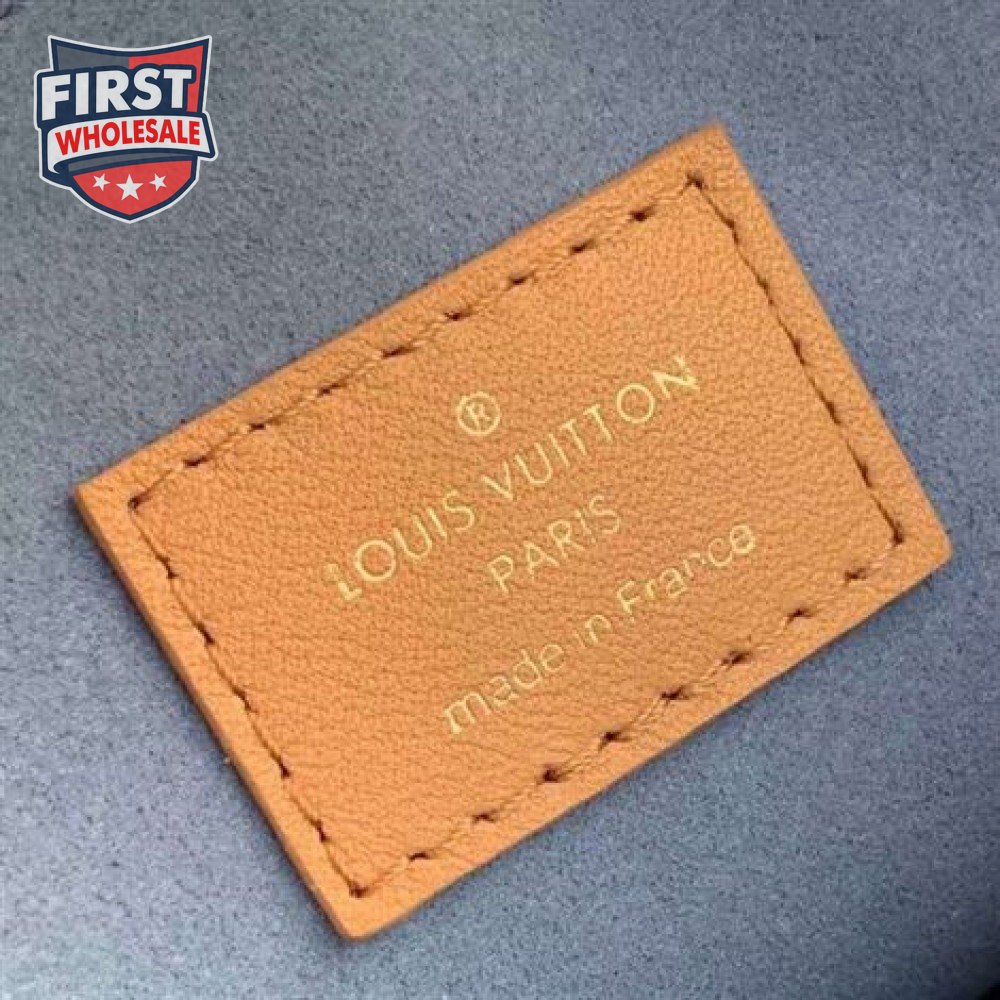 FIRST
WHOLESALE
®
LOUIS VUITTON
PARIS
made in France